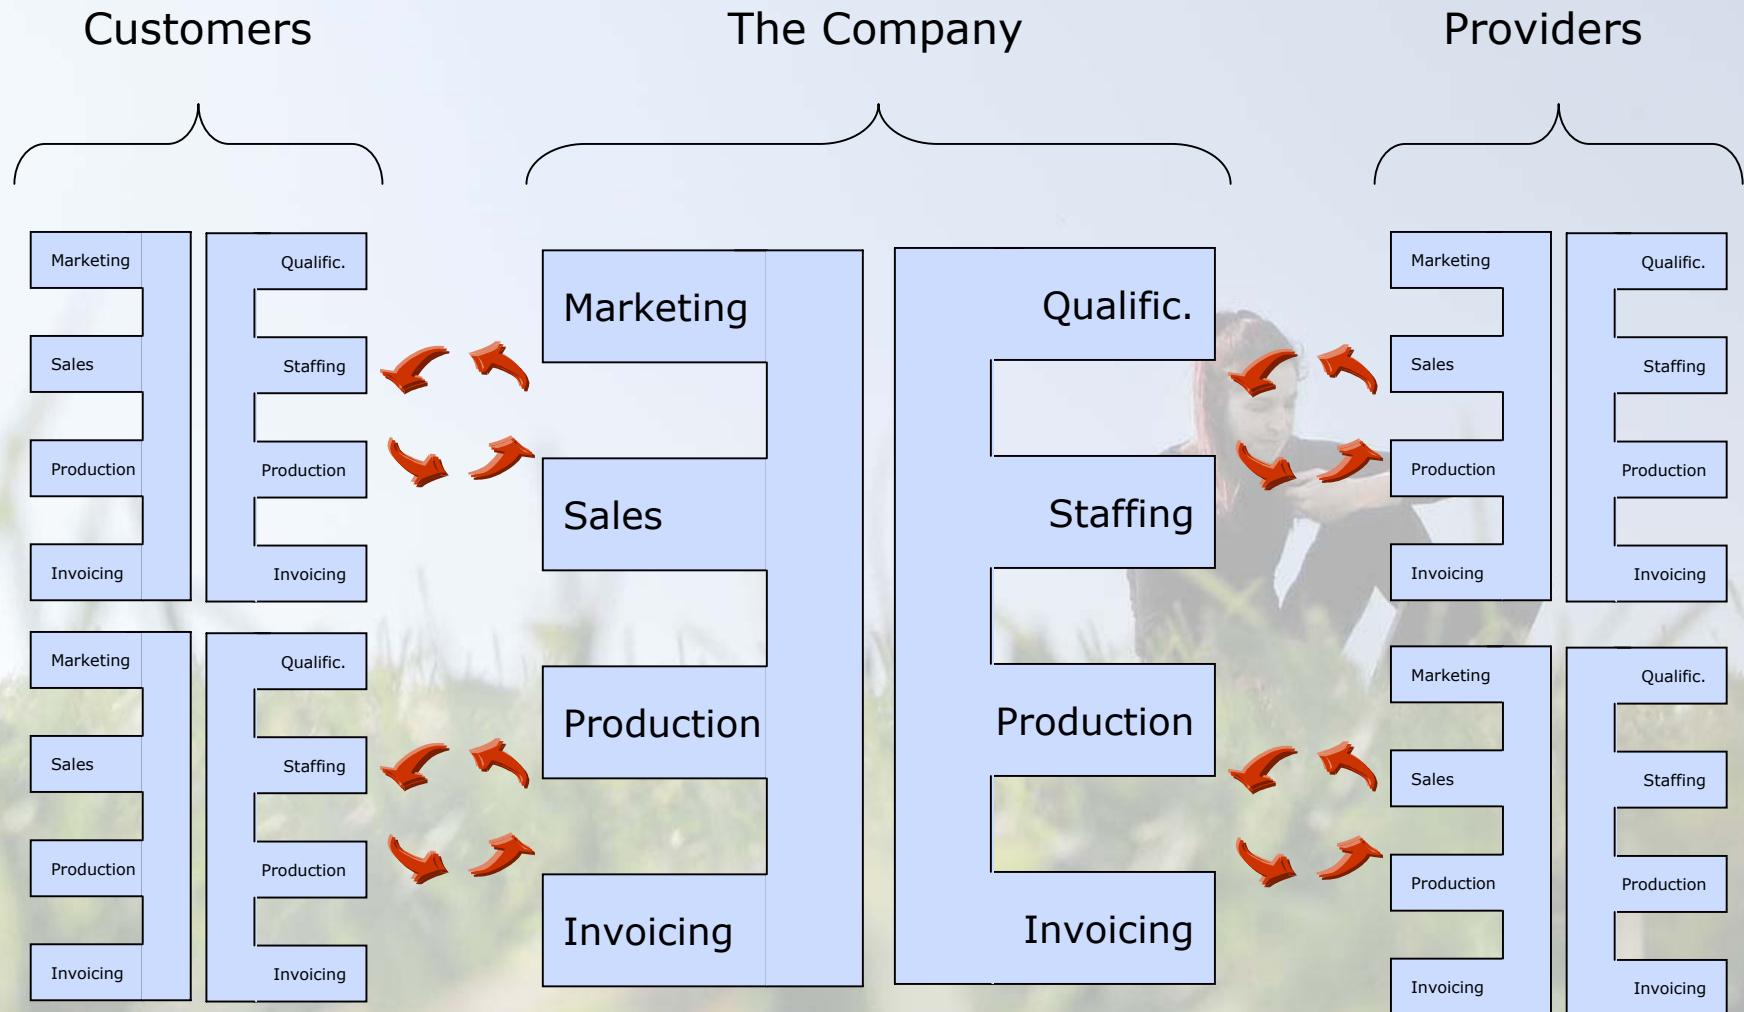 Customers
The Company
Providers
Marketing
Sales
Production
Invoicing
Qualific.
Staffing
Production
Invoicing
Marketing
Sales
Production
Invoicing
Qualific.
Staffing
Production
Invoicing
Marketing
Sales
Production
Invoicing
Qualific.
Staffing
Production
Invoicing
Marketing
Sales
Production
Invoicing
Qualific.
Staffing
Production
Invoicing
Marketing
Sales
Production
Invoicing
Qualific.
Staffing
Production
Invoicing